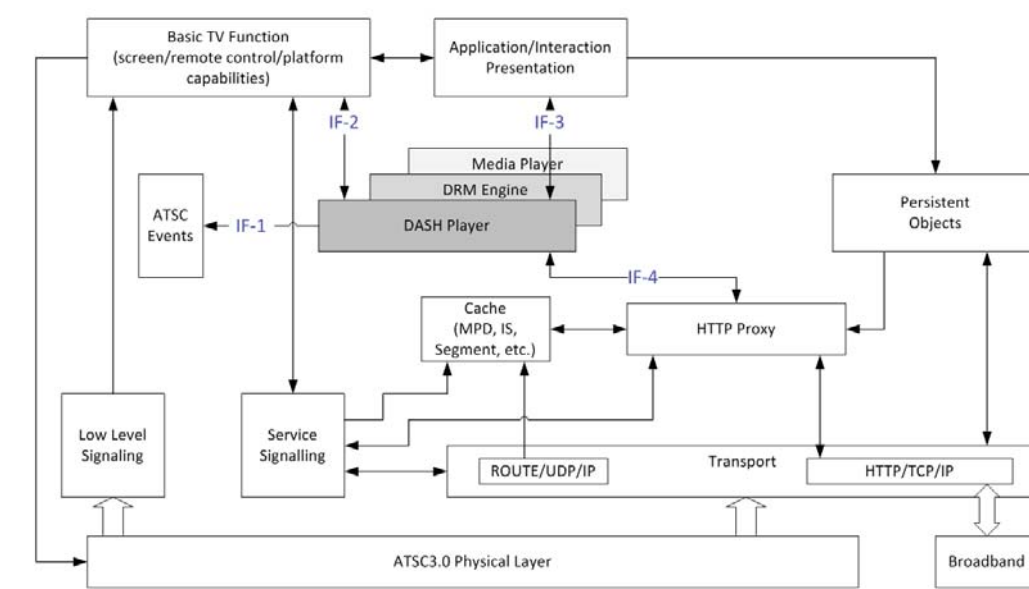 Basic TV Function
(screen/remote control/platform
capabilities)
Application/Interaction
Presentation
IF-2
IF-3
Media Player
DRM Engine
DASH Player
ATSC
Events
IF-1
Persistent
Objects
IF-4
Cache
(MPD, IS,
Segment, etc.)
HTTP Proxy
Low Level
Signaling
Service
Signalling
Transport
ROUTE/UDP/IP
HTTP/TCP/IP
ATSC3.0 Physical Layer
Broadband